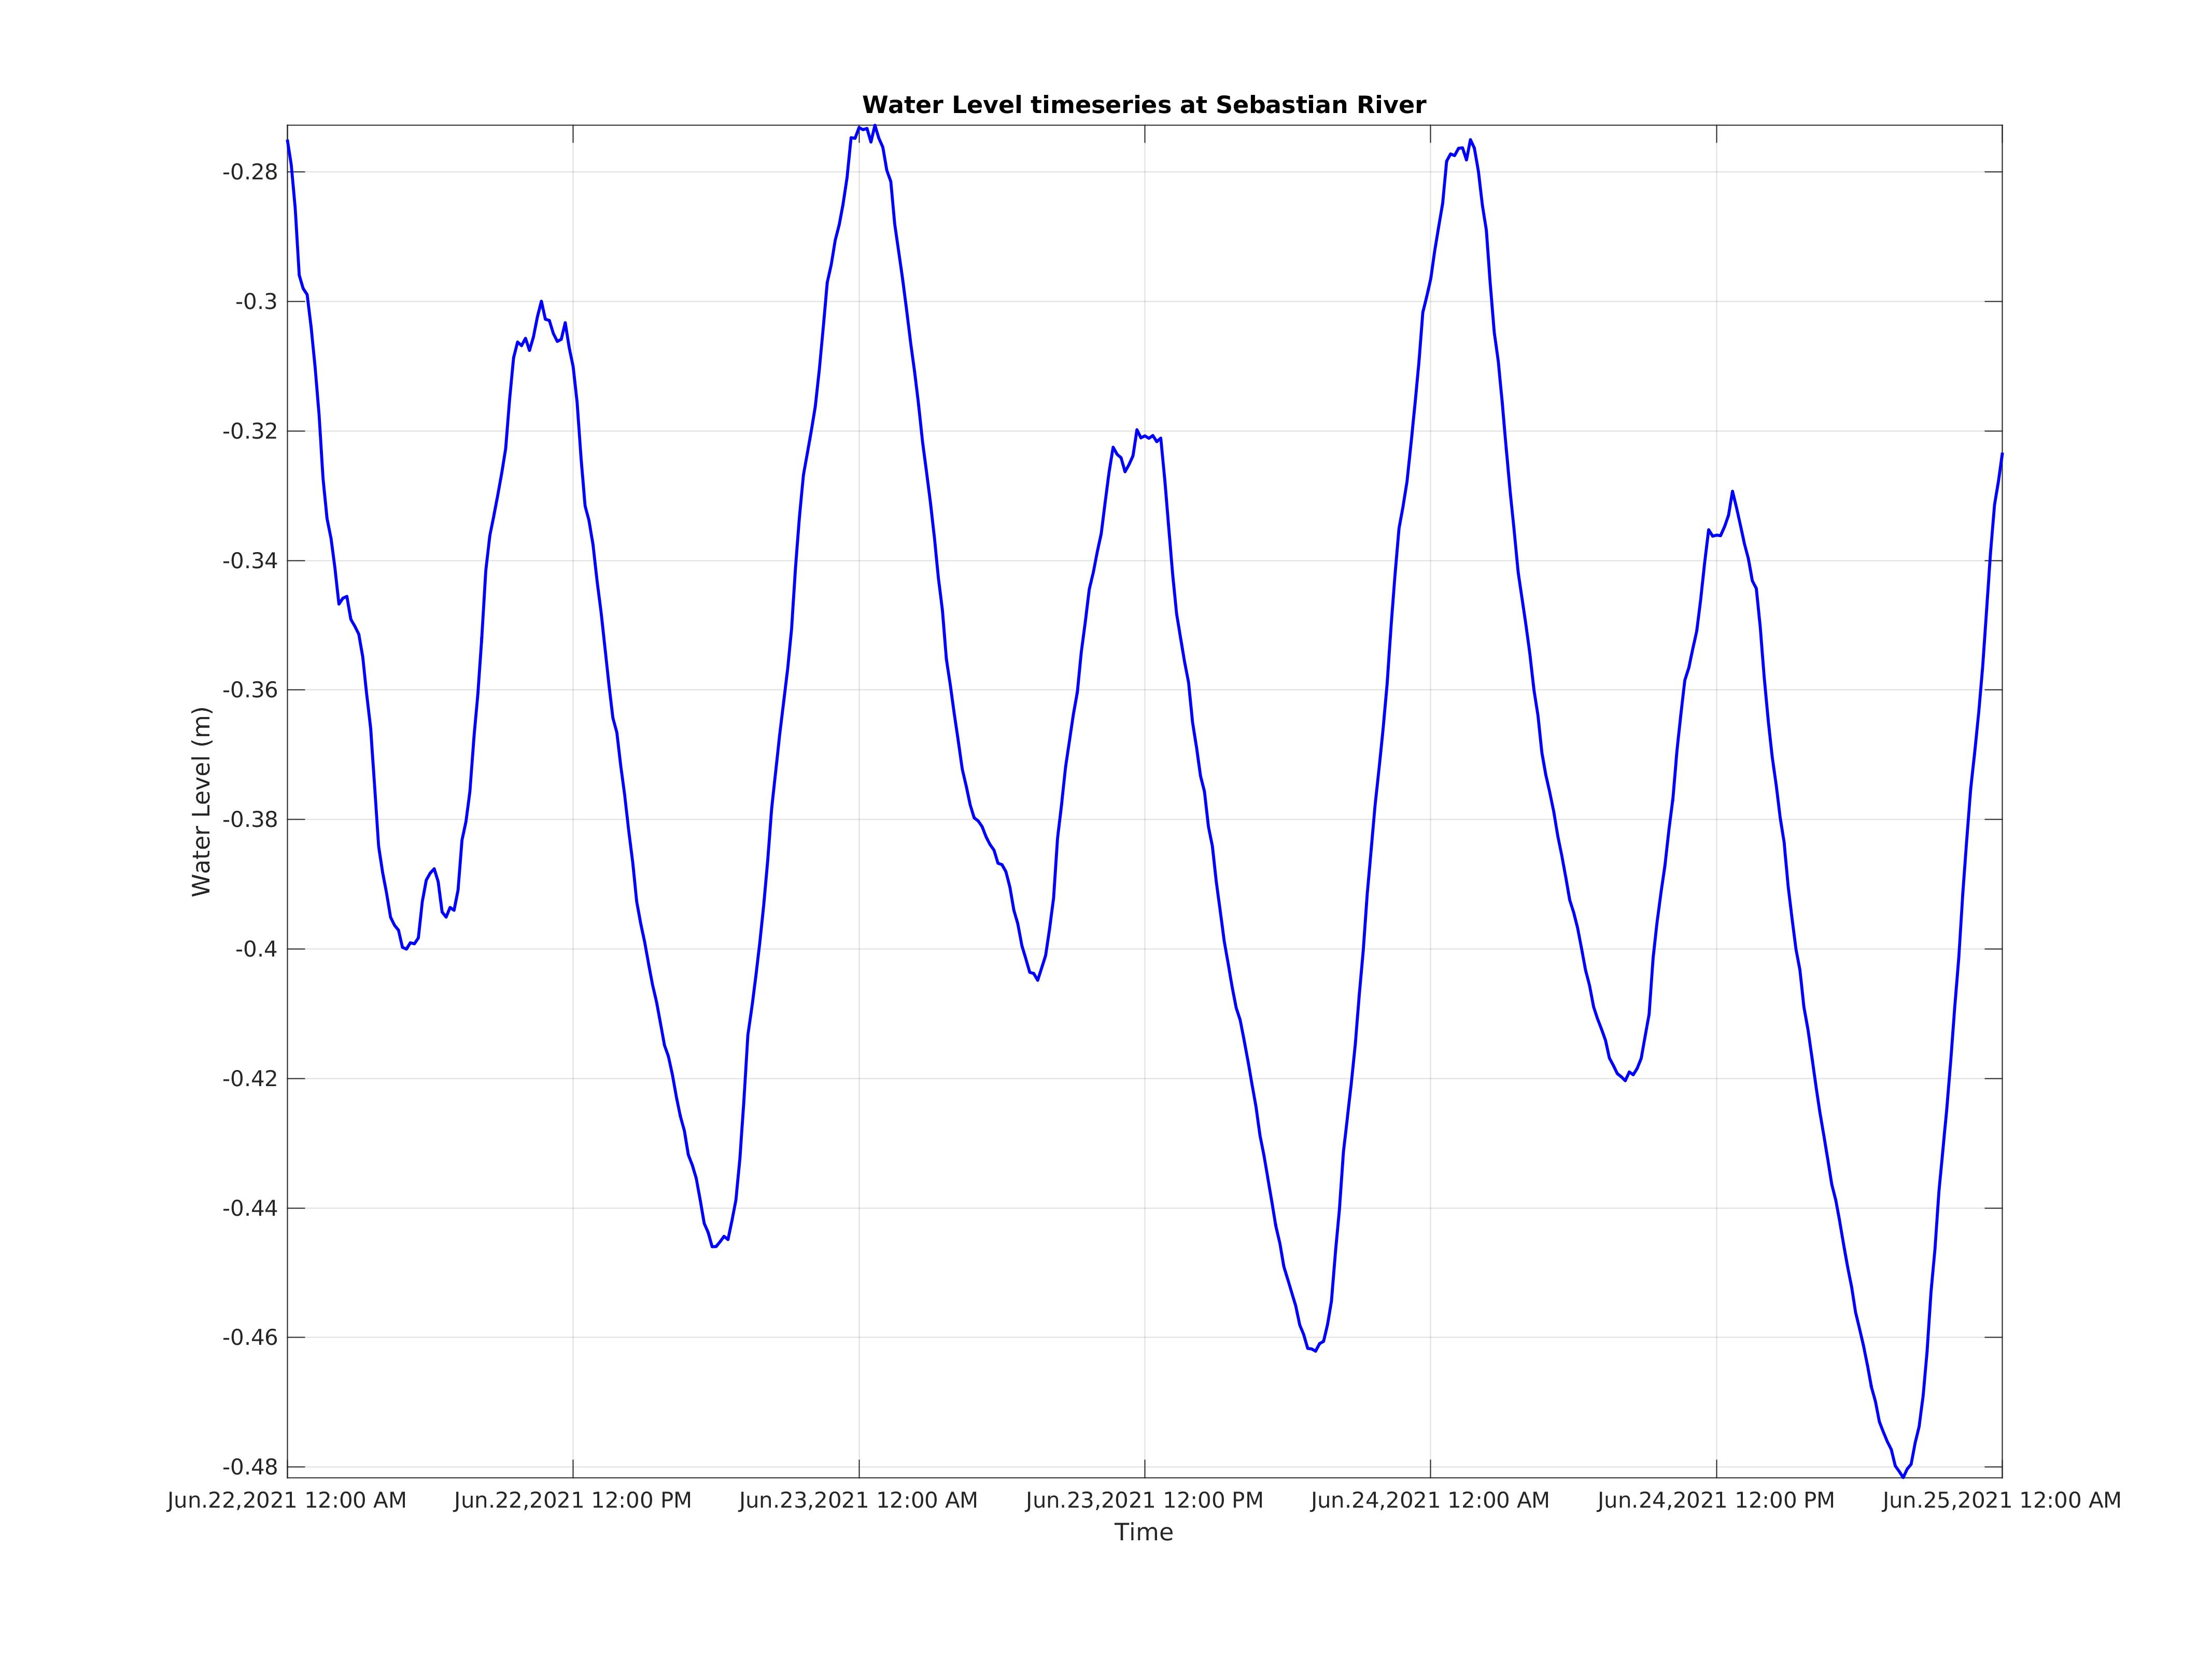 Water Level timeseries at Sebastian River
-0.28
-0.3
-0.32
-0.34
-0.36
-0.38
-0.4
-0.42
-0.44
-0.46
-0.48
Water Level (m)
Jun.22,2021 12:00 AM Jun.22,2021 12:00 PM Jun.23,2021 12:00 AM Jun.23,2021 12:00 PM Jun.24,2021 12:00 AM Jun.24,2021 12:00 PM Jun.25,2021 12:00 AM
Time